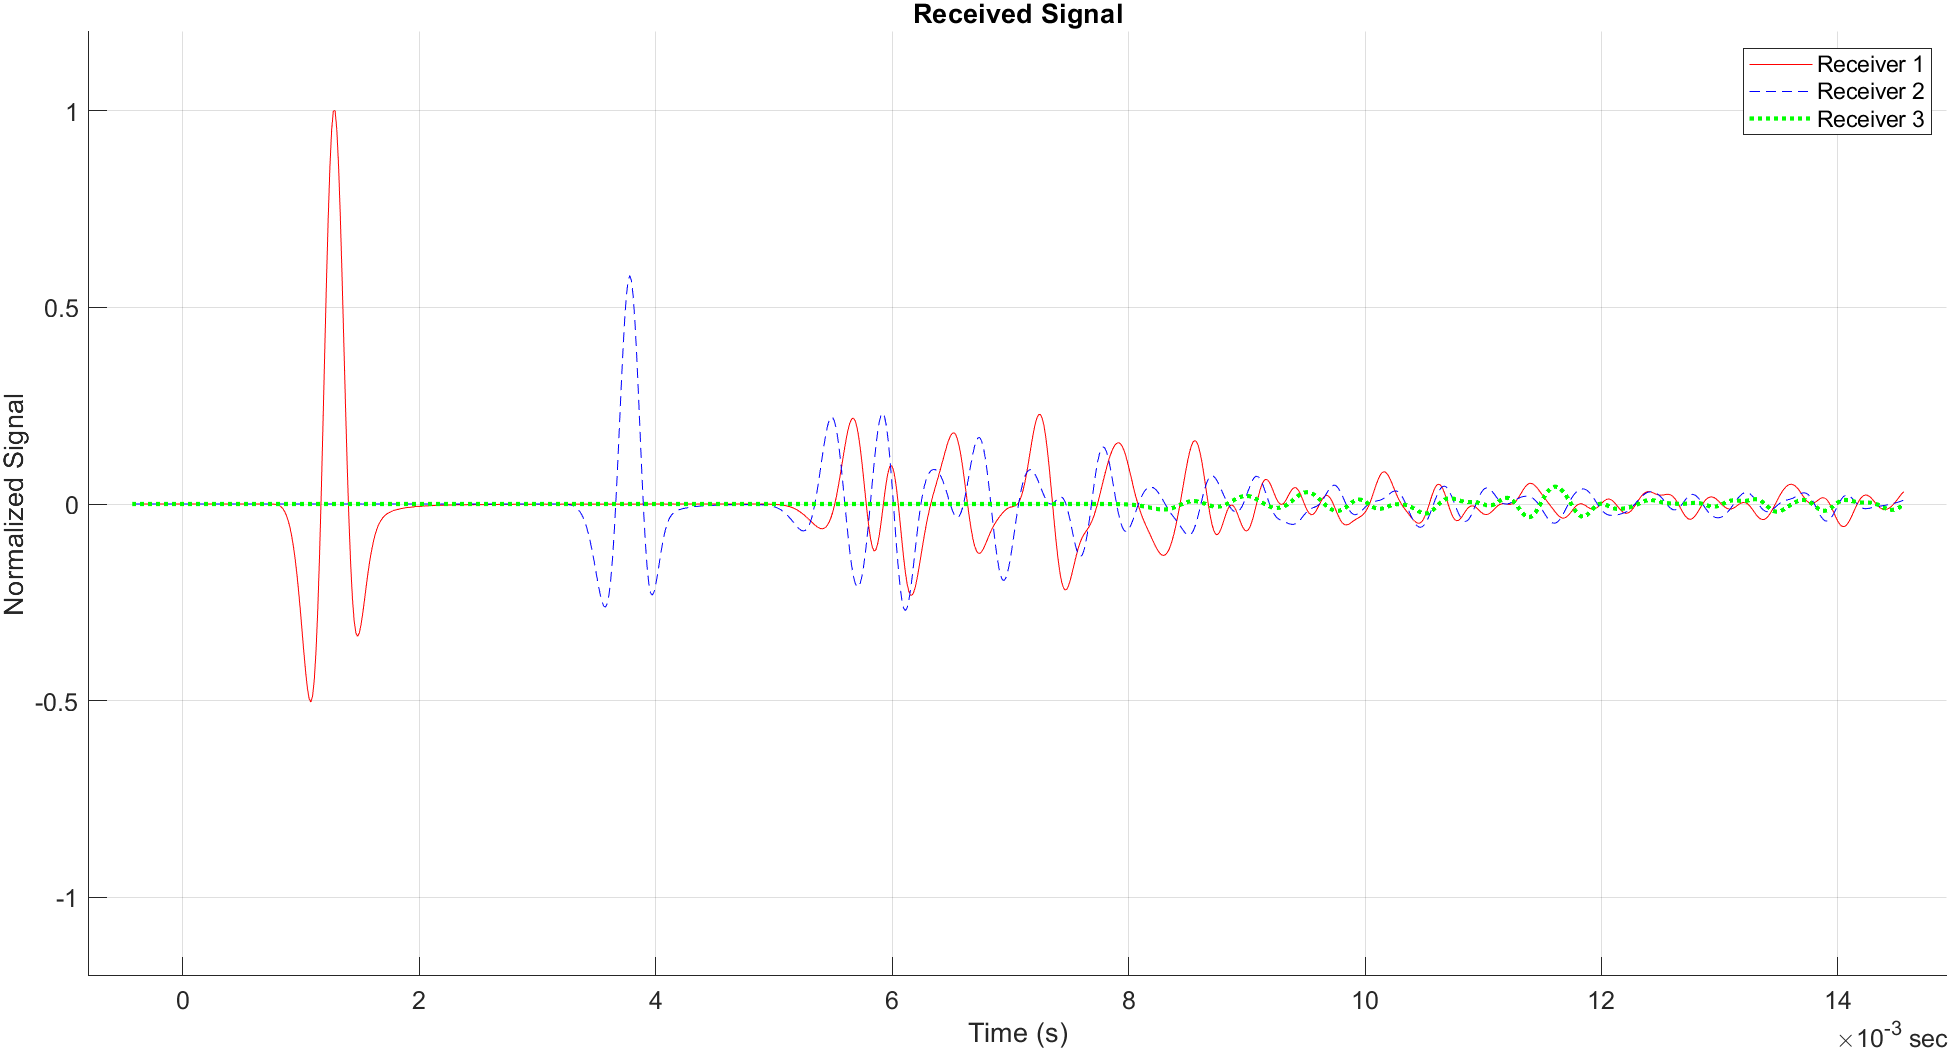 Received Signal
Receiver 1
Receiver 2
Receiver 3
Normalized Signal
1
0.5
0
-0.5
-1
0 2 4 6 8 10 12 14
Time (s)
×10⁻³ sec